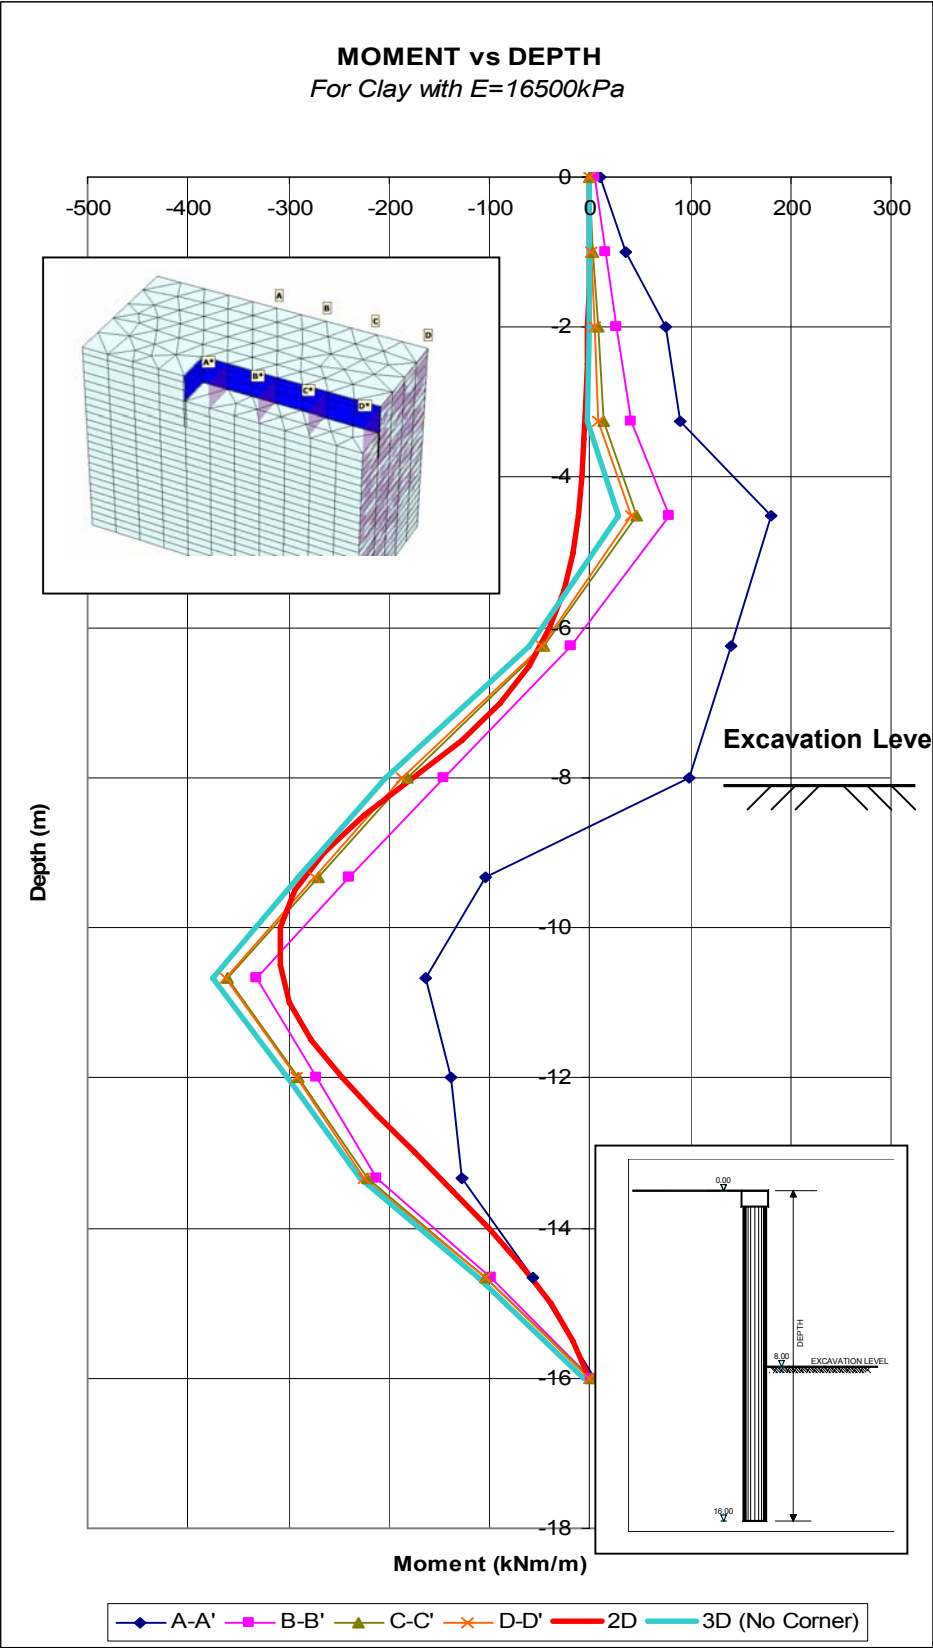 MOMENT vs DEPTH
For Clay with E=16500kPa
0
-500 -400 -300 -200 -100 0 100 200 300
A
B
C
D
A*
B*
C*
D*
-2
-4
-6
Excavation Leve
-8
Depth (m)
-10
-12
-14
-16
-18
0.00
DEPTH
8.00
EXCAVATION LEVEL
16.00
Moment (kNm/m)
A-A' B-B' C-C' D-D' 2D 3D (No Corner)